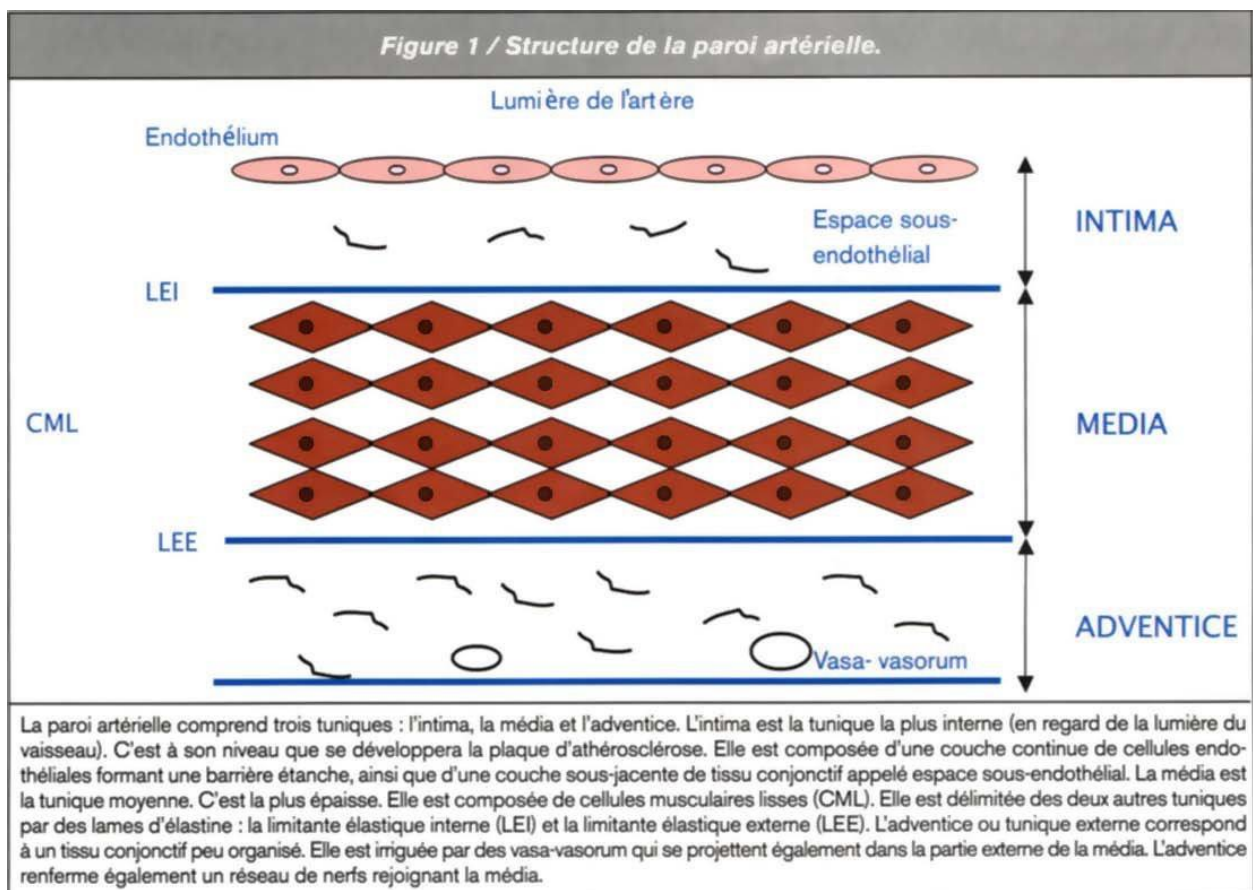 Figure 1 / Structure de la paroi artérielle.
Lumière de l'artère
Endothélium
Espace sous-
endothélial
INTIMA
LEI
CML
MEDIA
LEE
ADVENTICE
Vasa- vasorum
La paroi artérielle comprend trois tuniques : l'intima, la média et l'adventice. L'intima est la tunique la plus interne (en regard de la lumière du
vaisseau). C'est à son niveau que se développera la plaque d'athérosclérose. Elle est composée d'une couche continue de cellules endo-
théliales formant une barrière étanche, ainsi que d'une couche sous-jacente de tissu conjonctif appelé espace sous-endothélial. La média est
la tunique moyenne. C'est la plus épaisse. Elle est composée de cellules musculaires lisses (CML). Elle est délimitée des deux autres tuniques
par des lames d'élastine : la limitante élastique interne (LEI) et la limitante élastique externe (LEE). L'adventice ou tunique externe correspond
à un tissu conjonctif peu organisé. Elle est irriguée par des vasa-vasorum qui se projettent également dans la partie externe de la média. L'adventice
renferme également un réseau de nerfs rejoignant la média.